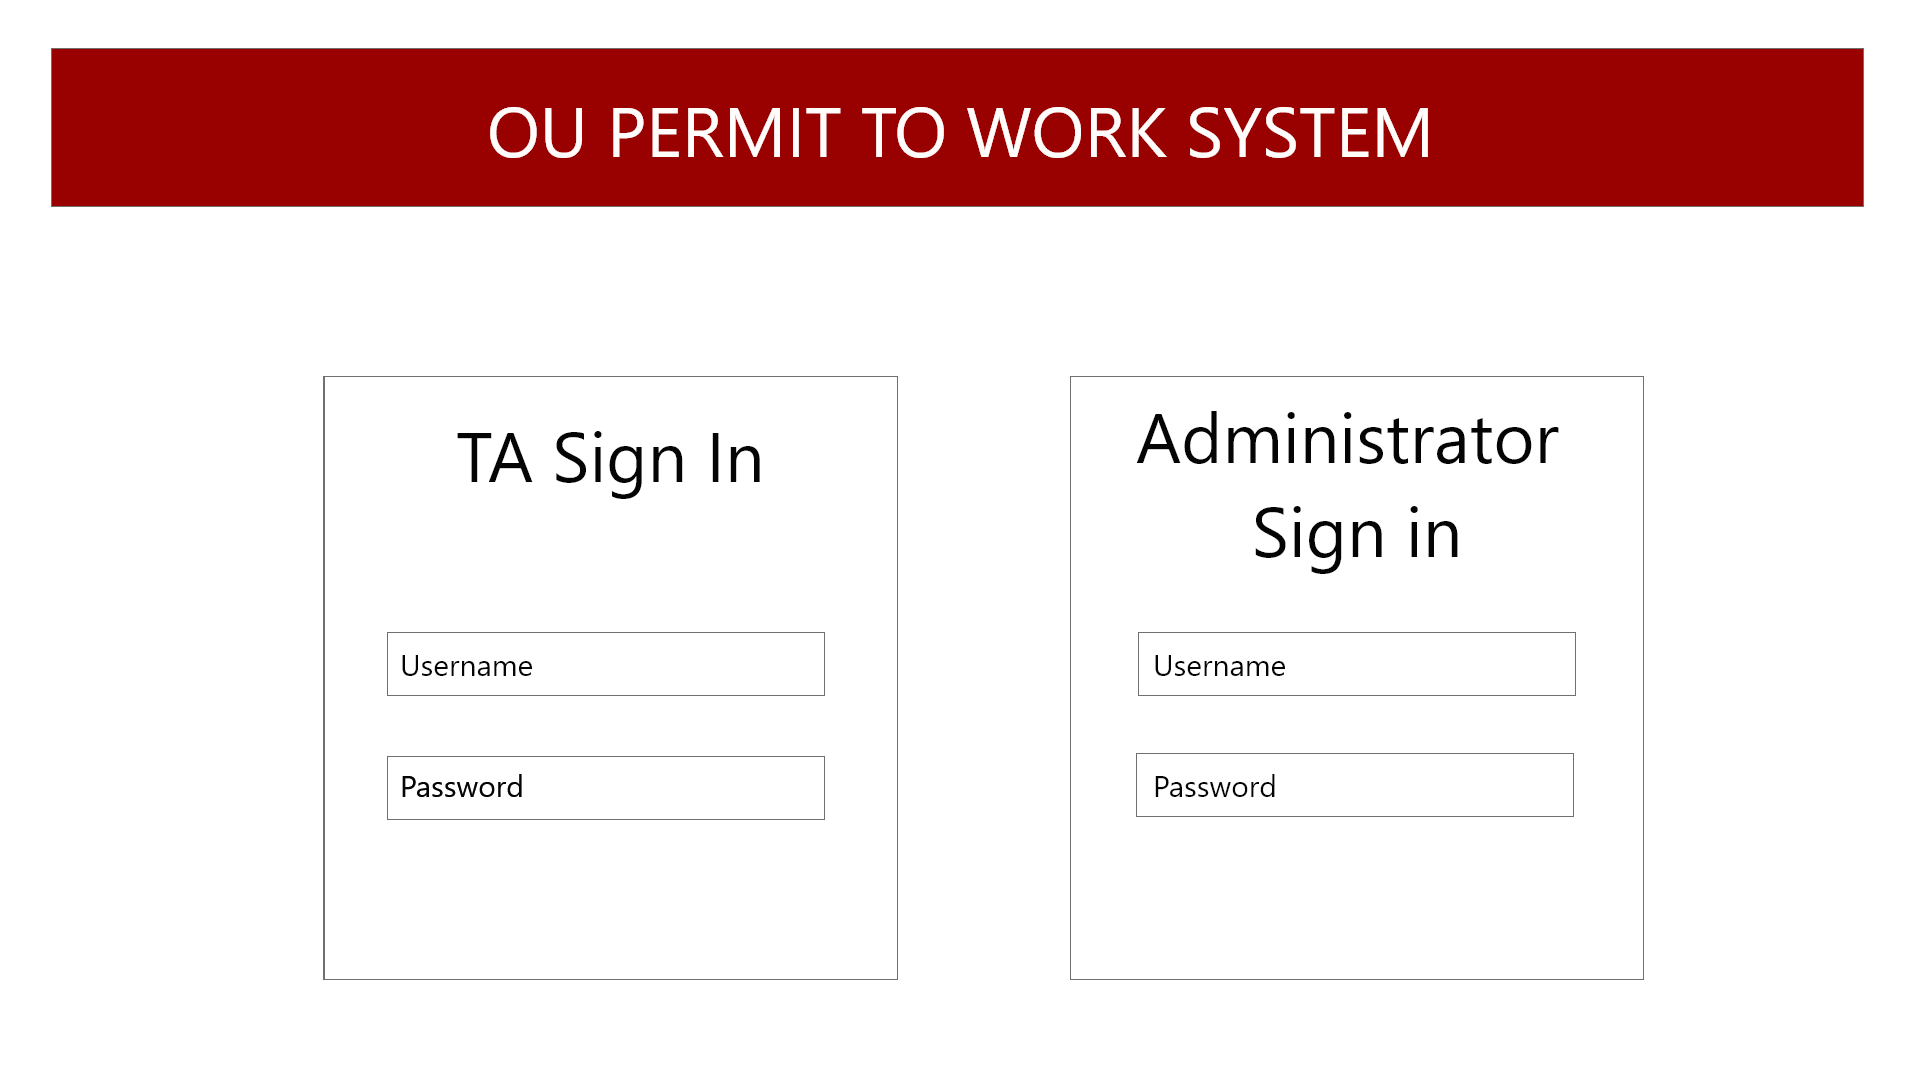 OU PERMIT TO WORK SYSTEM
TA Sign In
Username
Password
Administrator
Sign in
Username
Password